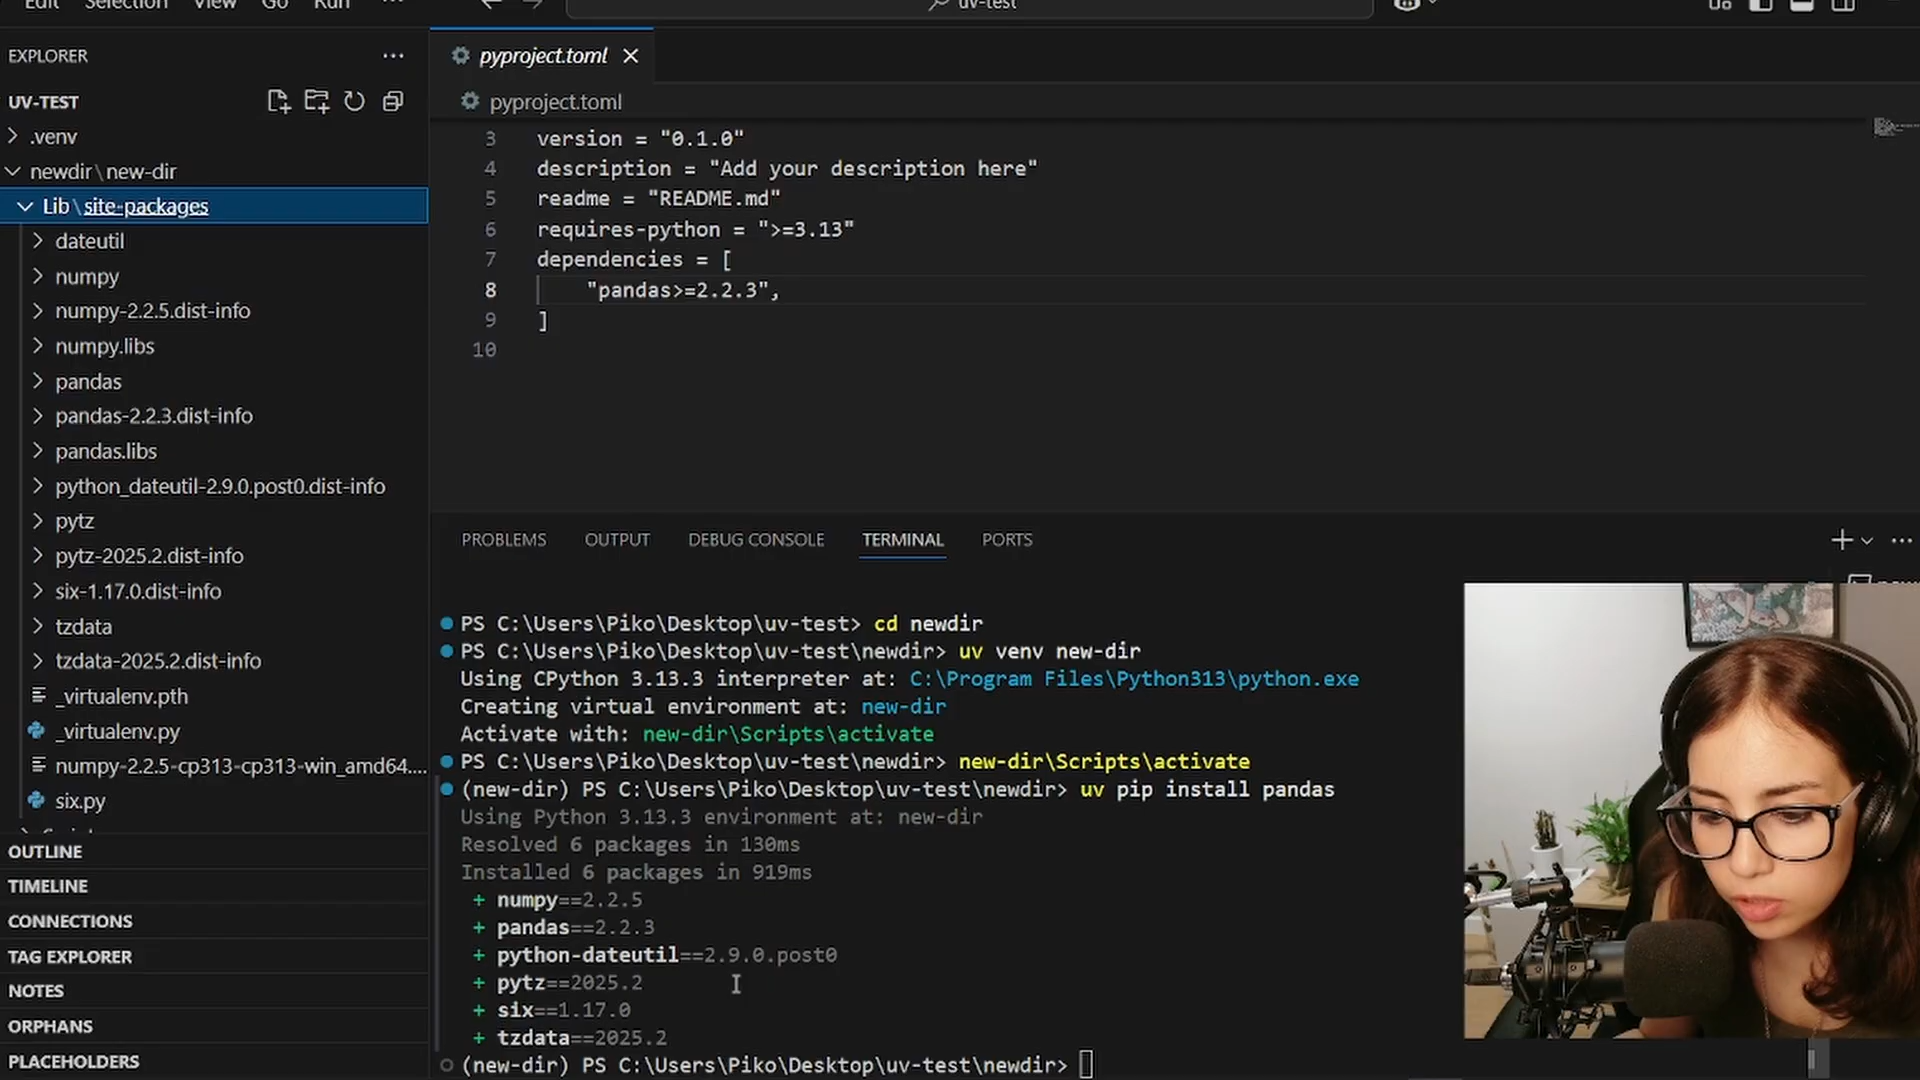 Edit Selection View Go Run ...
uv-test
EXPLORER
UV-TEST
.venv
newdir\new-dir
Lib\site-packages
dateutil
numpy
numpy-2.2.5.dist-info
numpy.libs
pandas
pandas-2.2.3.dist-info
pandas.libs
python_dateutil-2.9.0.post0.dist-info
pytz
pytz-2025.2.dist-info
six-1.17.0.dist-info
tzdata
tzdata-2025.2.dist-info
_virtualenv.pth
_virtualenv.py
numpy-2.2.5-cp313-cp313-win_amd64....
six.py
OUTLINE
TIMELINE
CONNECTIONS
TAG EXPLORER
NOTES
ORPHANS
PLACEHOLDERS
pyproject.toml
pyproject.toml
3 version = "0.1.0"
4 description = "Add your description here"
5 readme = "README.md"
6 requires-python = ">=3.13"
7 dependencies = [
8 "pandas>=2.2.3",
9 ]
10
PROBLEMS OUTPUT DEBUG CONSOLE TERMINAL PORTS
PS C:\Users\Piko\Desktop\uv-test> cd newdir
PS C:\Users\Piko\Desktop\uv-test\newdir> uv venv new-dir
Using CPython 3.13.3 interpreter at: C:\Program Files\Python313\python.exe
Creating virtual environment at: new-dir
Activate with: new-dir\Scripts\activate
PS C:\Users\Piko\Desktop\uv-test\newdir> new-dir\Scripts\activate
(new-dir) PS C:\Users\Piko\Desktop\uv-test\newdir> uv pip install pandas
Using Python 3.13.3 environment at: new-dir
Resolved 6 packages in 130ms
Installed 6 packages in 919ms
+ numpy==2.2.5
+ pandas==2.2.3
+ python-dateutil==2.9.0.post0
+ pytz==2025.2
+ six==1.17.0
+ tzdata==2025.2
(new-dir) PS C:\Users\Piko\Desktop\uv-test\newdir>